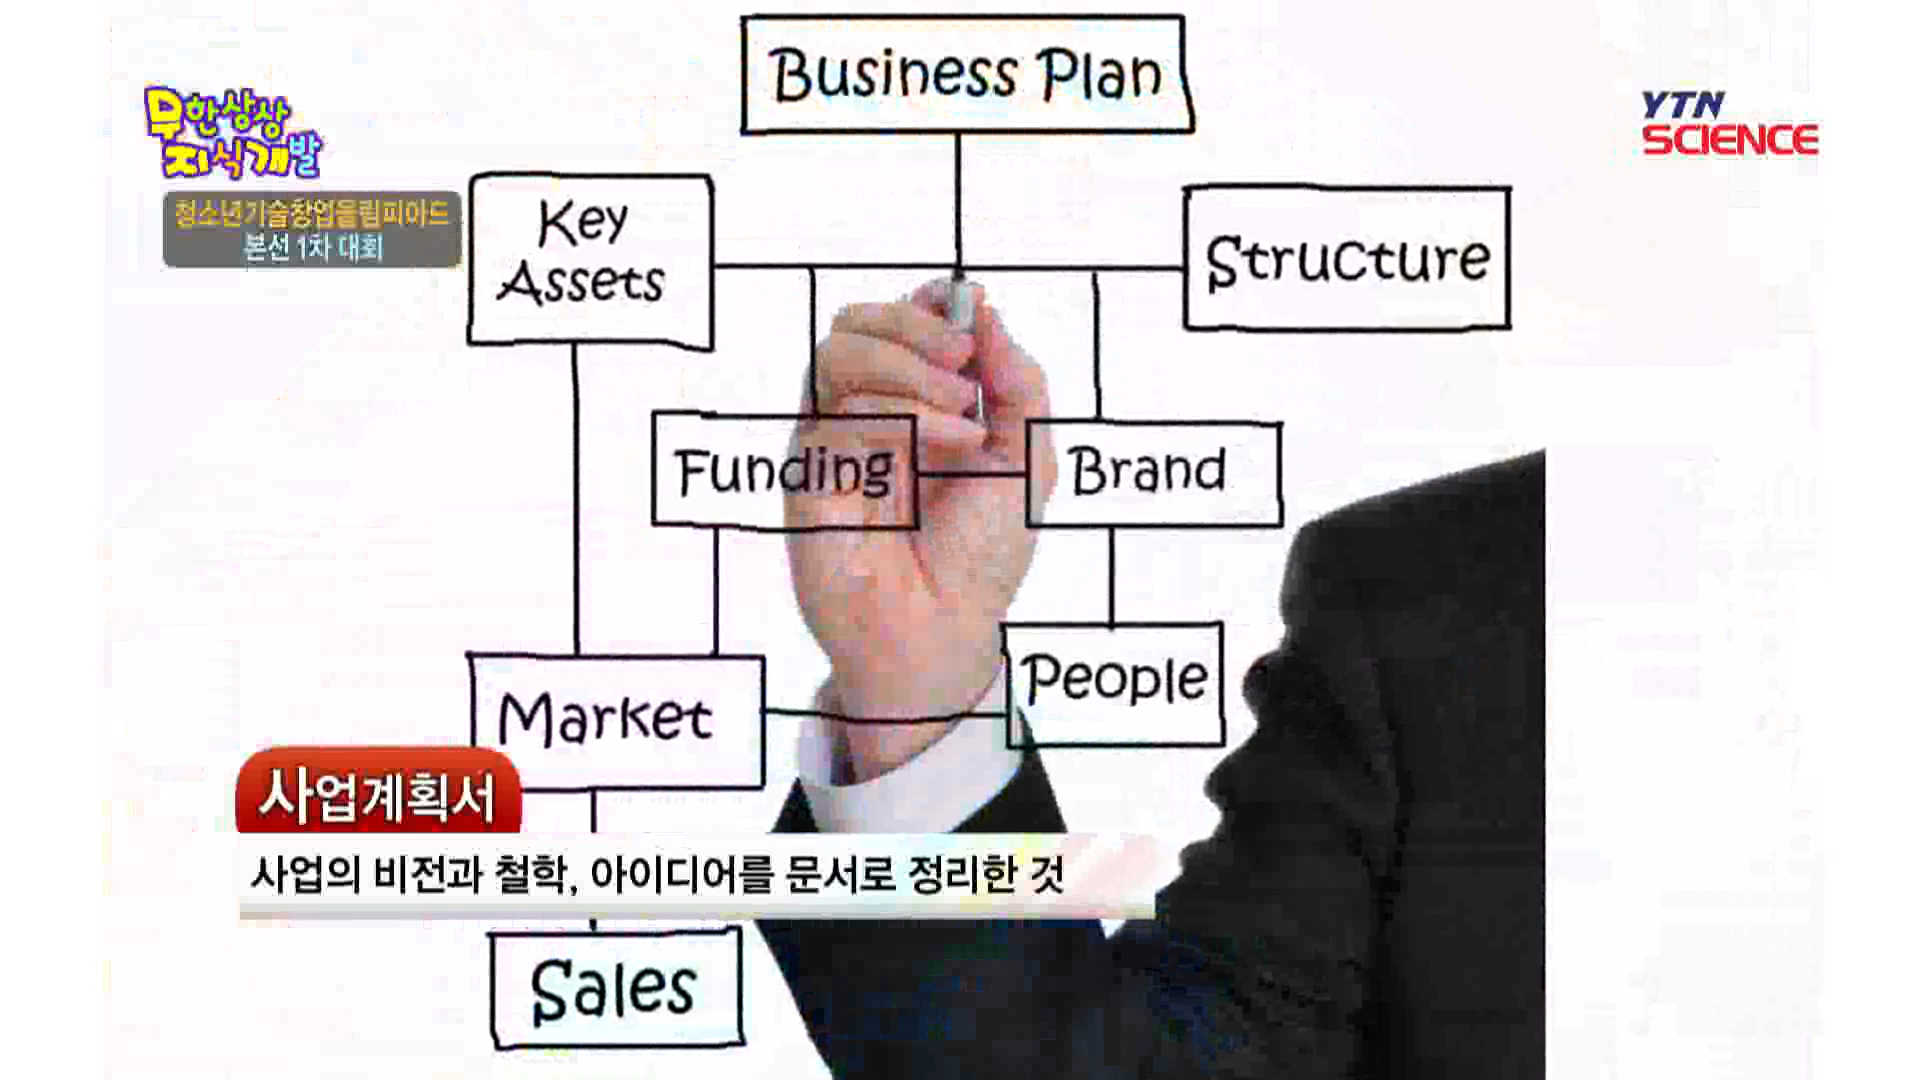 Business Plan
무한상상
지식개발
YTN
SCIENCE
청소년기술창업올림피아드
본선 1차 대회
Key
Assets
Structure
Funding
Brand
People
Market
사업계획서
사업의 비전과 철학, 아이디어를 문서로 정리한 것
Sales